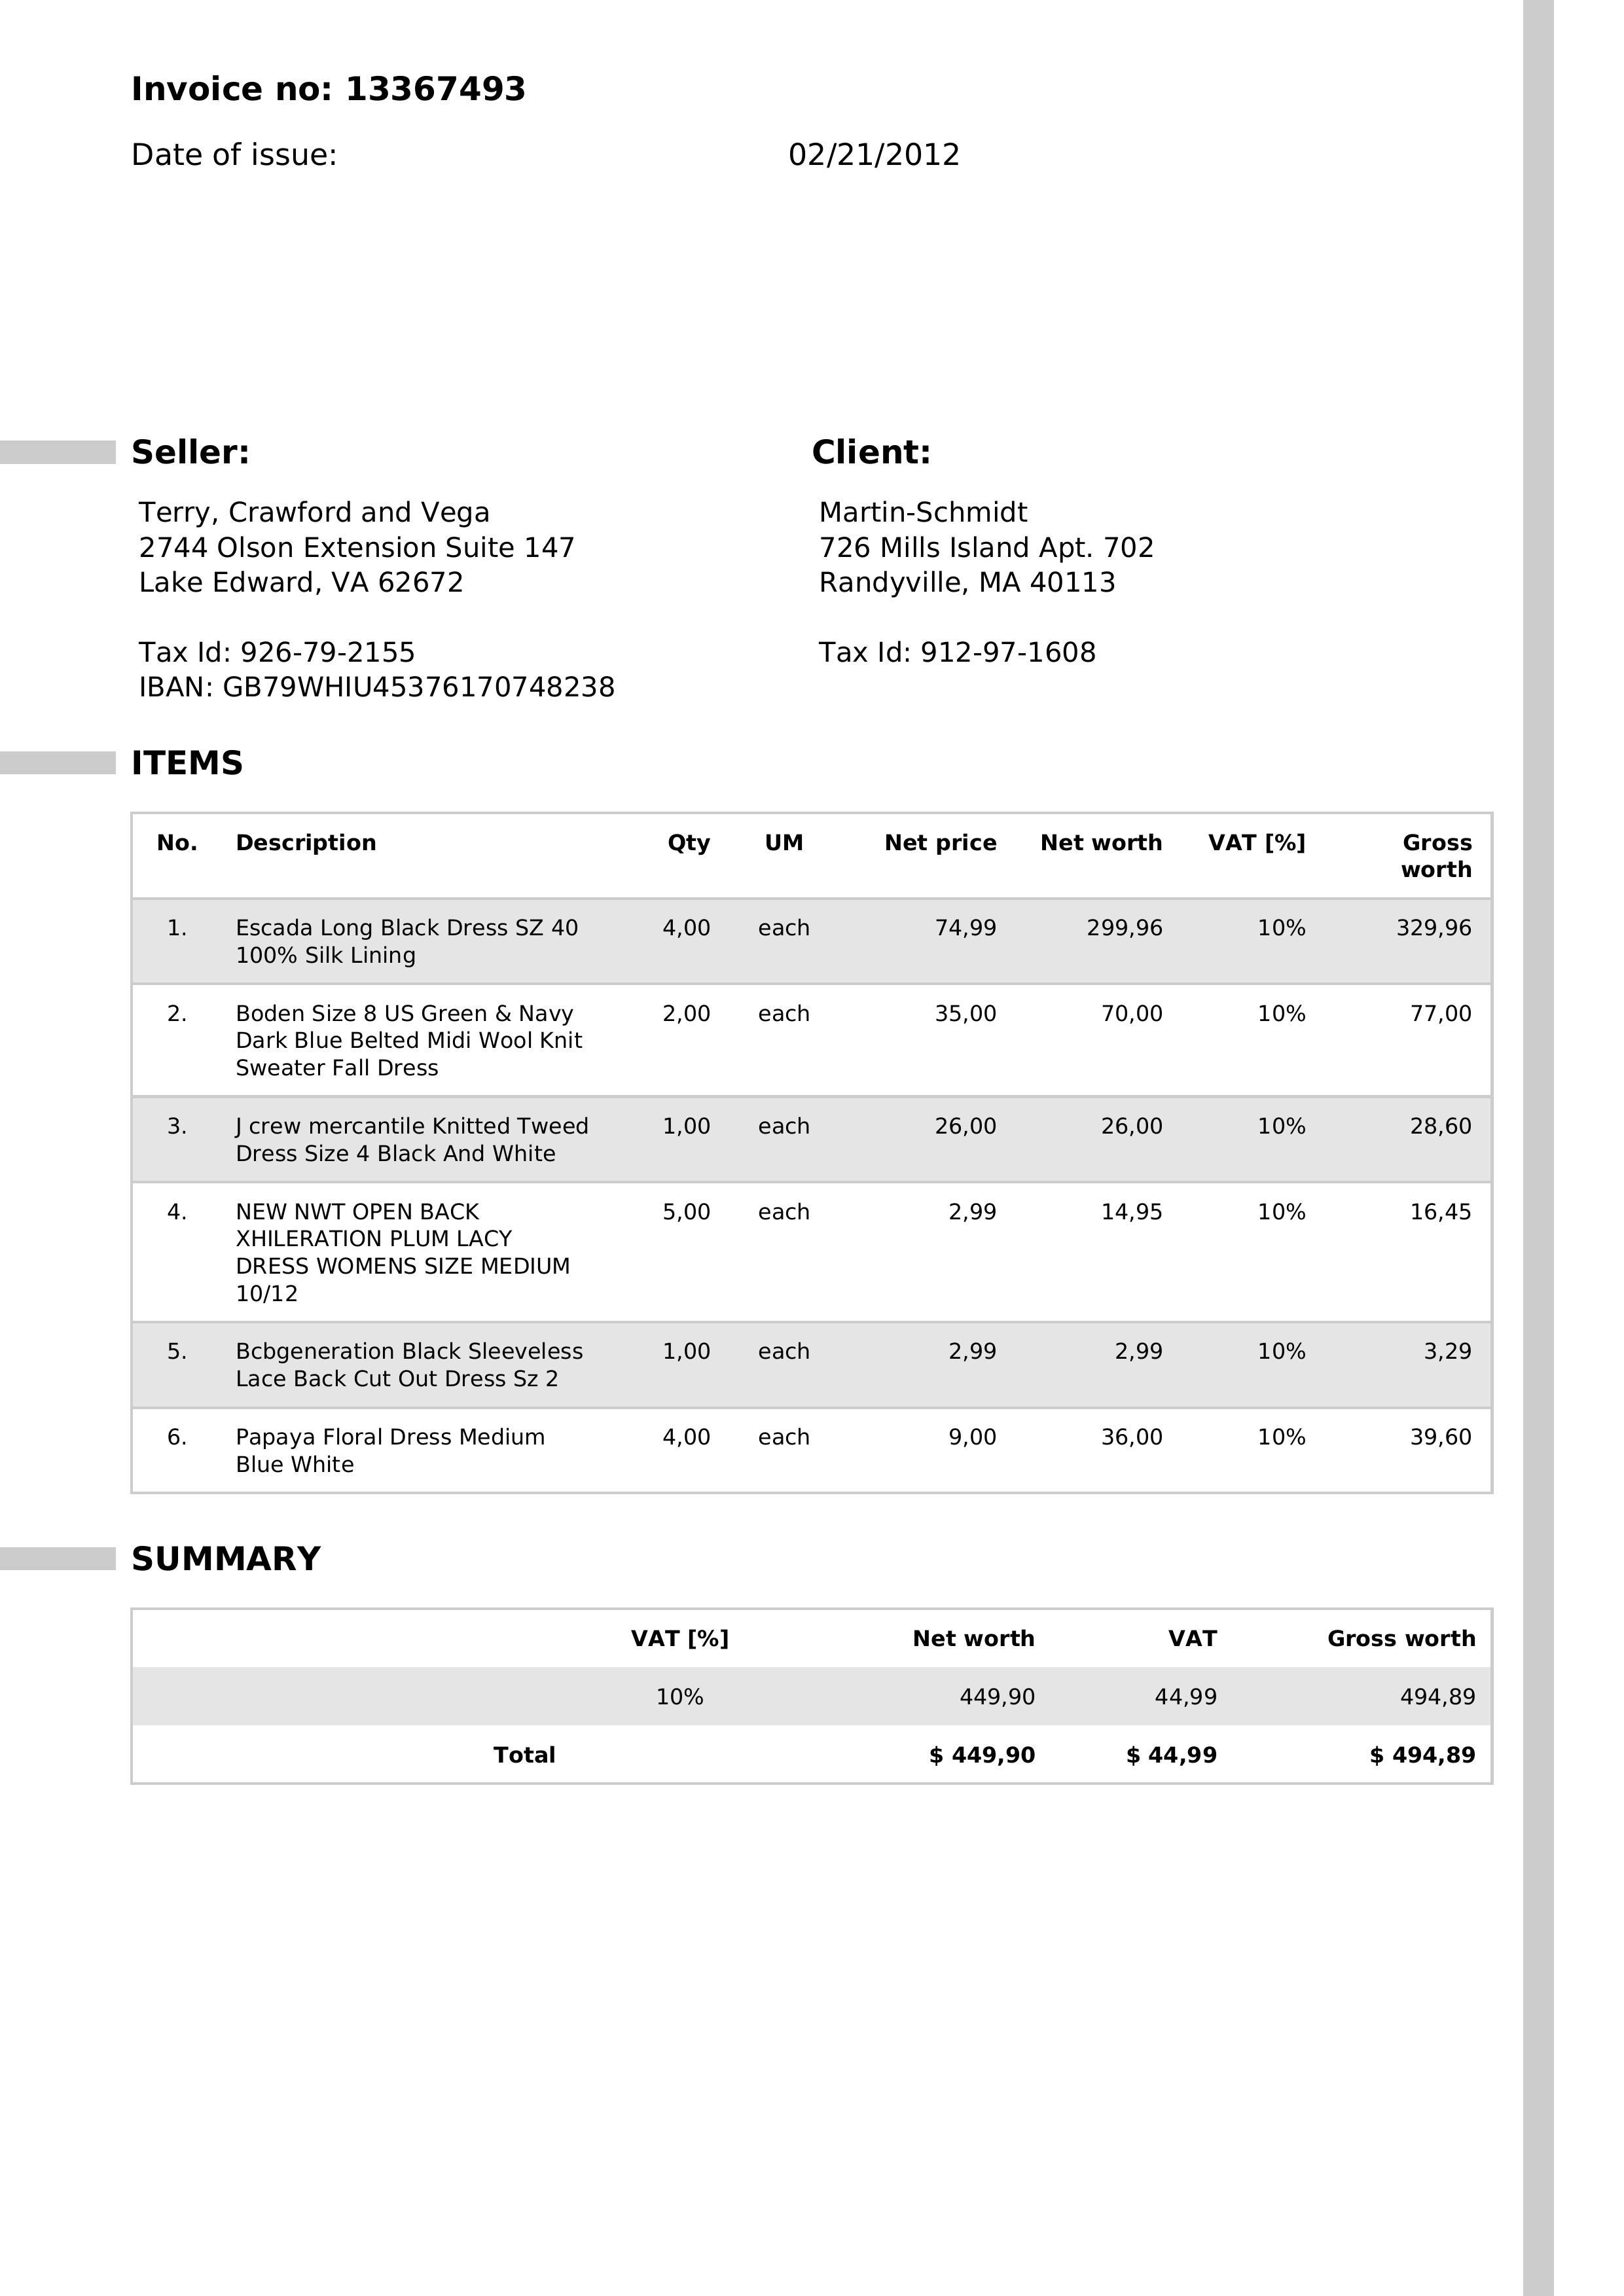 Invoice no: 13367493
Date of issue: 02/21/2012
Seller:
Terry, Crawford and Vega
2744 Olson Extension Suite 147
Lake Edward, VA 62672
Tax Id: 926-79-2155
IBAN: GB79WHIU45376170748238
Client:
Martin-Schmidt
726 Mills Island Apt. 702
Randyville, MA 40113
Tax Id: 912-97-1608
ITEMS
No. Description Qty UM Net price Net worth VAT [%] Gross
worth
1. Escada Long Black Dress SZ 40 4,00 each 74,99 299,96 10% 329,96
100% Silk Lining
2. Boden Size 8 US Green & Navy 2,00 each 35,00 70,00 10% 77,00
Dark Blue Belted Midi Wool Knit
Sweater Fall Dress
3. J crew mercantile Knitted Tweed 1,00 each 26,00 26,00 10% 28,60
Dress Size 4 Black And White
4. NEW NWT OPEN BACK 5,00 each 2,99 14,95 10% 16,45
XHILERATION PLUM LACY
DRESS WOMENS SIZE MEDIUM
10/12
5. Bcbgeneration Black Sleeveless 1,00 each 2,99 2,99 10% 3,29
Lace Back Cut Out Dress Sz 2
6. Papaya Floral Dress Medium 4,00 each 9,00 36,00 10% 39,60
Blue White
SUMMARY
VAT [%] Net worth VAT Gross worth
10% 449,90 44,99 494,89
Total $ 449,90 $ 44,99 $ 494,89